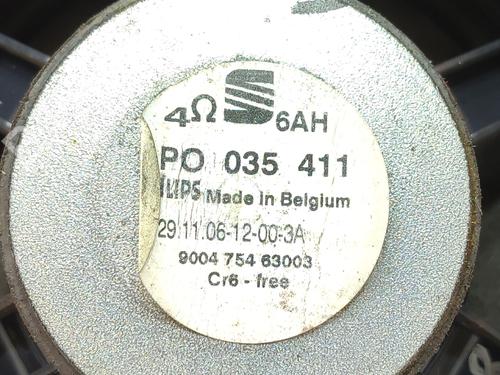 4Ω 6AH
PO 035 411
Made in Belgium
29.11.06-12-00-3A
9004 754 63003
Cr6 - free